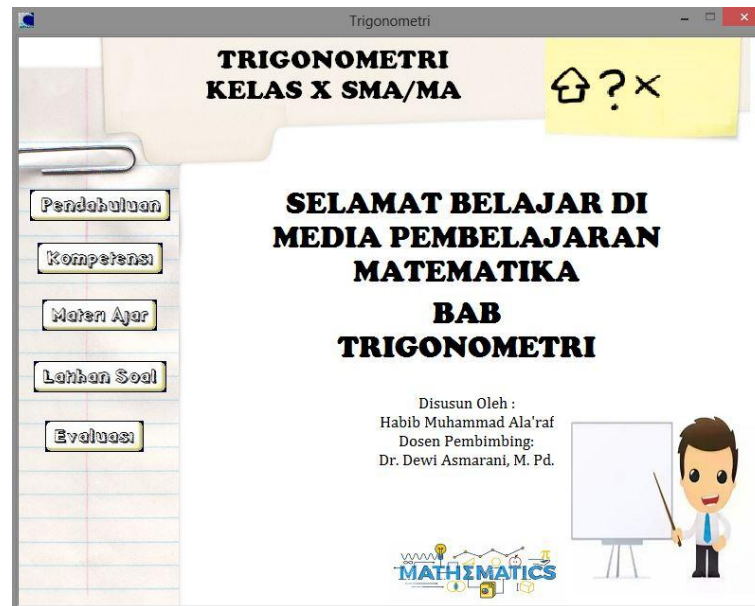 Trigonometri
TRIGONOMETRI
KELAS X SMA/MA
?
Pendahuluan
Kompetensi
Materi Ajar
Latihan Soal
Evaluasi
SELAMAT BELAJAR DI
MEDIA PEMBELAJARAN
MATEMATIKA
BAB
TRIGONOMETRI
Disusun Oleh :
Habib Muhammad Ala'raf
Dosen Pembimbing:
Dr. Dewi Asmarani, M. Pd.
MATHΣMATICS